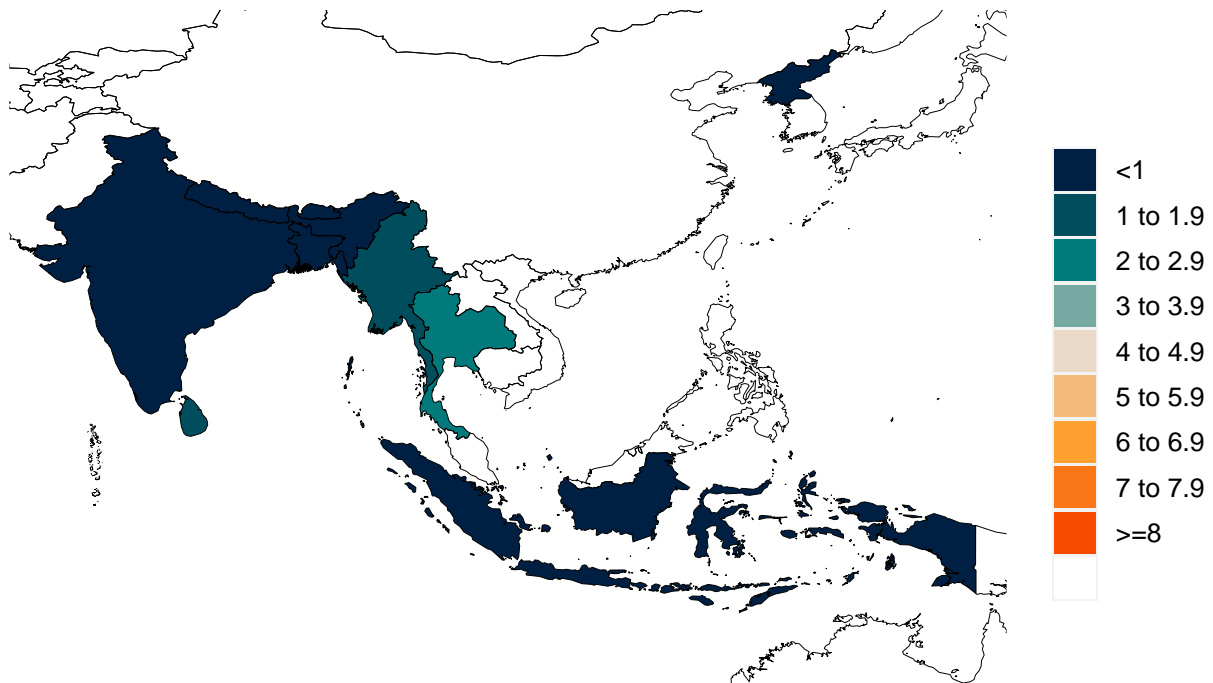 <1
1 to 1.9
2 to 2.9
3 to 3.9
4 to 4.9
5 to 5.9
6 to 6.9
7 to 7.9
>=8